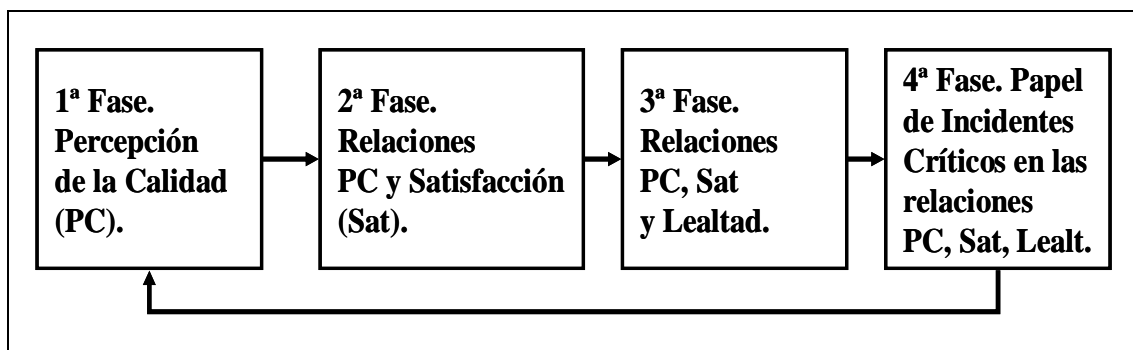 1ª Fase.
Percepción
de la Calidad
(PC).
2ª Fase.
Relaciones
PC y Satisfacción
(Sat).
3ª Fase.
Relaciones
PC, Sat
y Lealtad.
4ª Fase. Papel
de Incidentes
Críticos en las
relaciones
PC, Sat, Lealt.